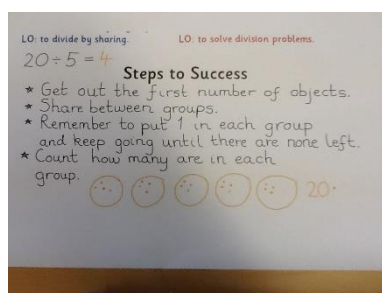 LO: to divide by sharing. LO: to solve division problems.
20 ÷ 5 = 4
Steps to Success
* Get out the first number of objects.
* Share between groups.
* Remember to put 1 in each group
and keep going until there are none left.
* Count how many are in each
group.
20.